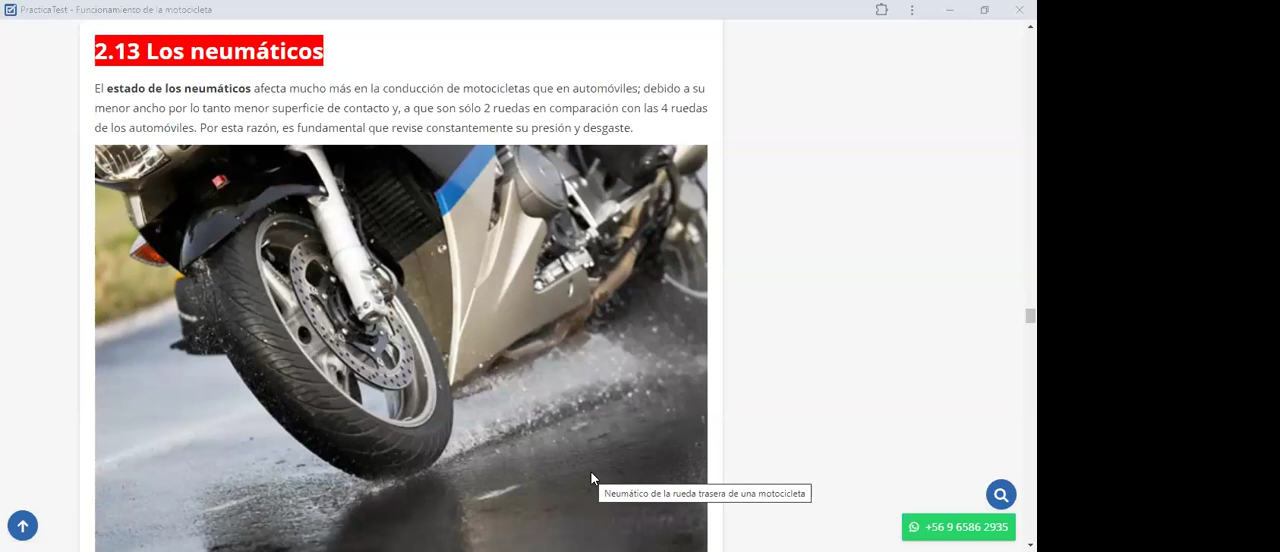 PracticaTest - Funcionamiento de la motocicleta
2.13 Los neumáticos
El estado de los neumáticos afecta mucho más en la conducción de motocicletas que en automóviles; debido a su
menor ancho por lo tanto menor superficie de contacto y, a que son sólo 2 ruedas en comparación con las 4 ruedas
de los automóviles. Por esta razón, es fundamental que revise constantemente su presión y desgaste.
Neumático de la rueda trasera de una motocicleta
+56 9 6586 2935